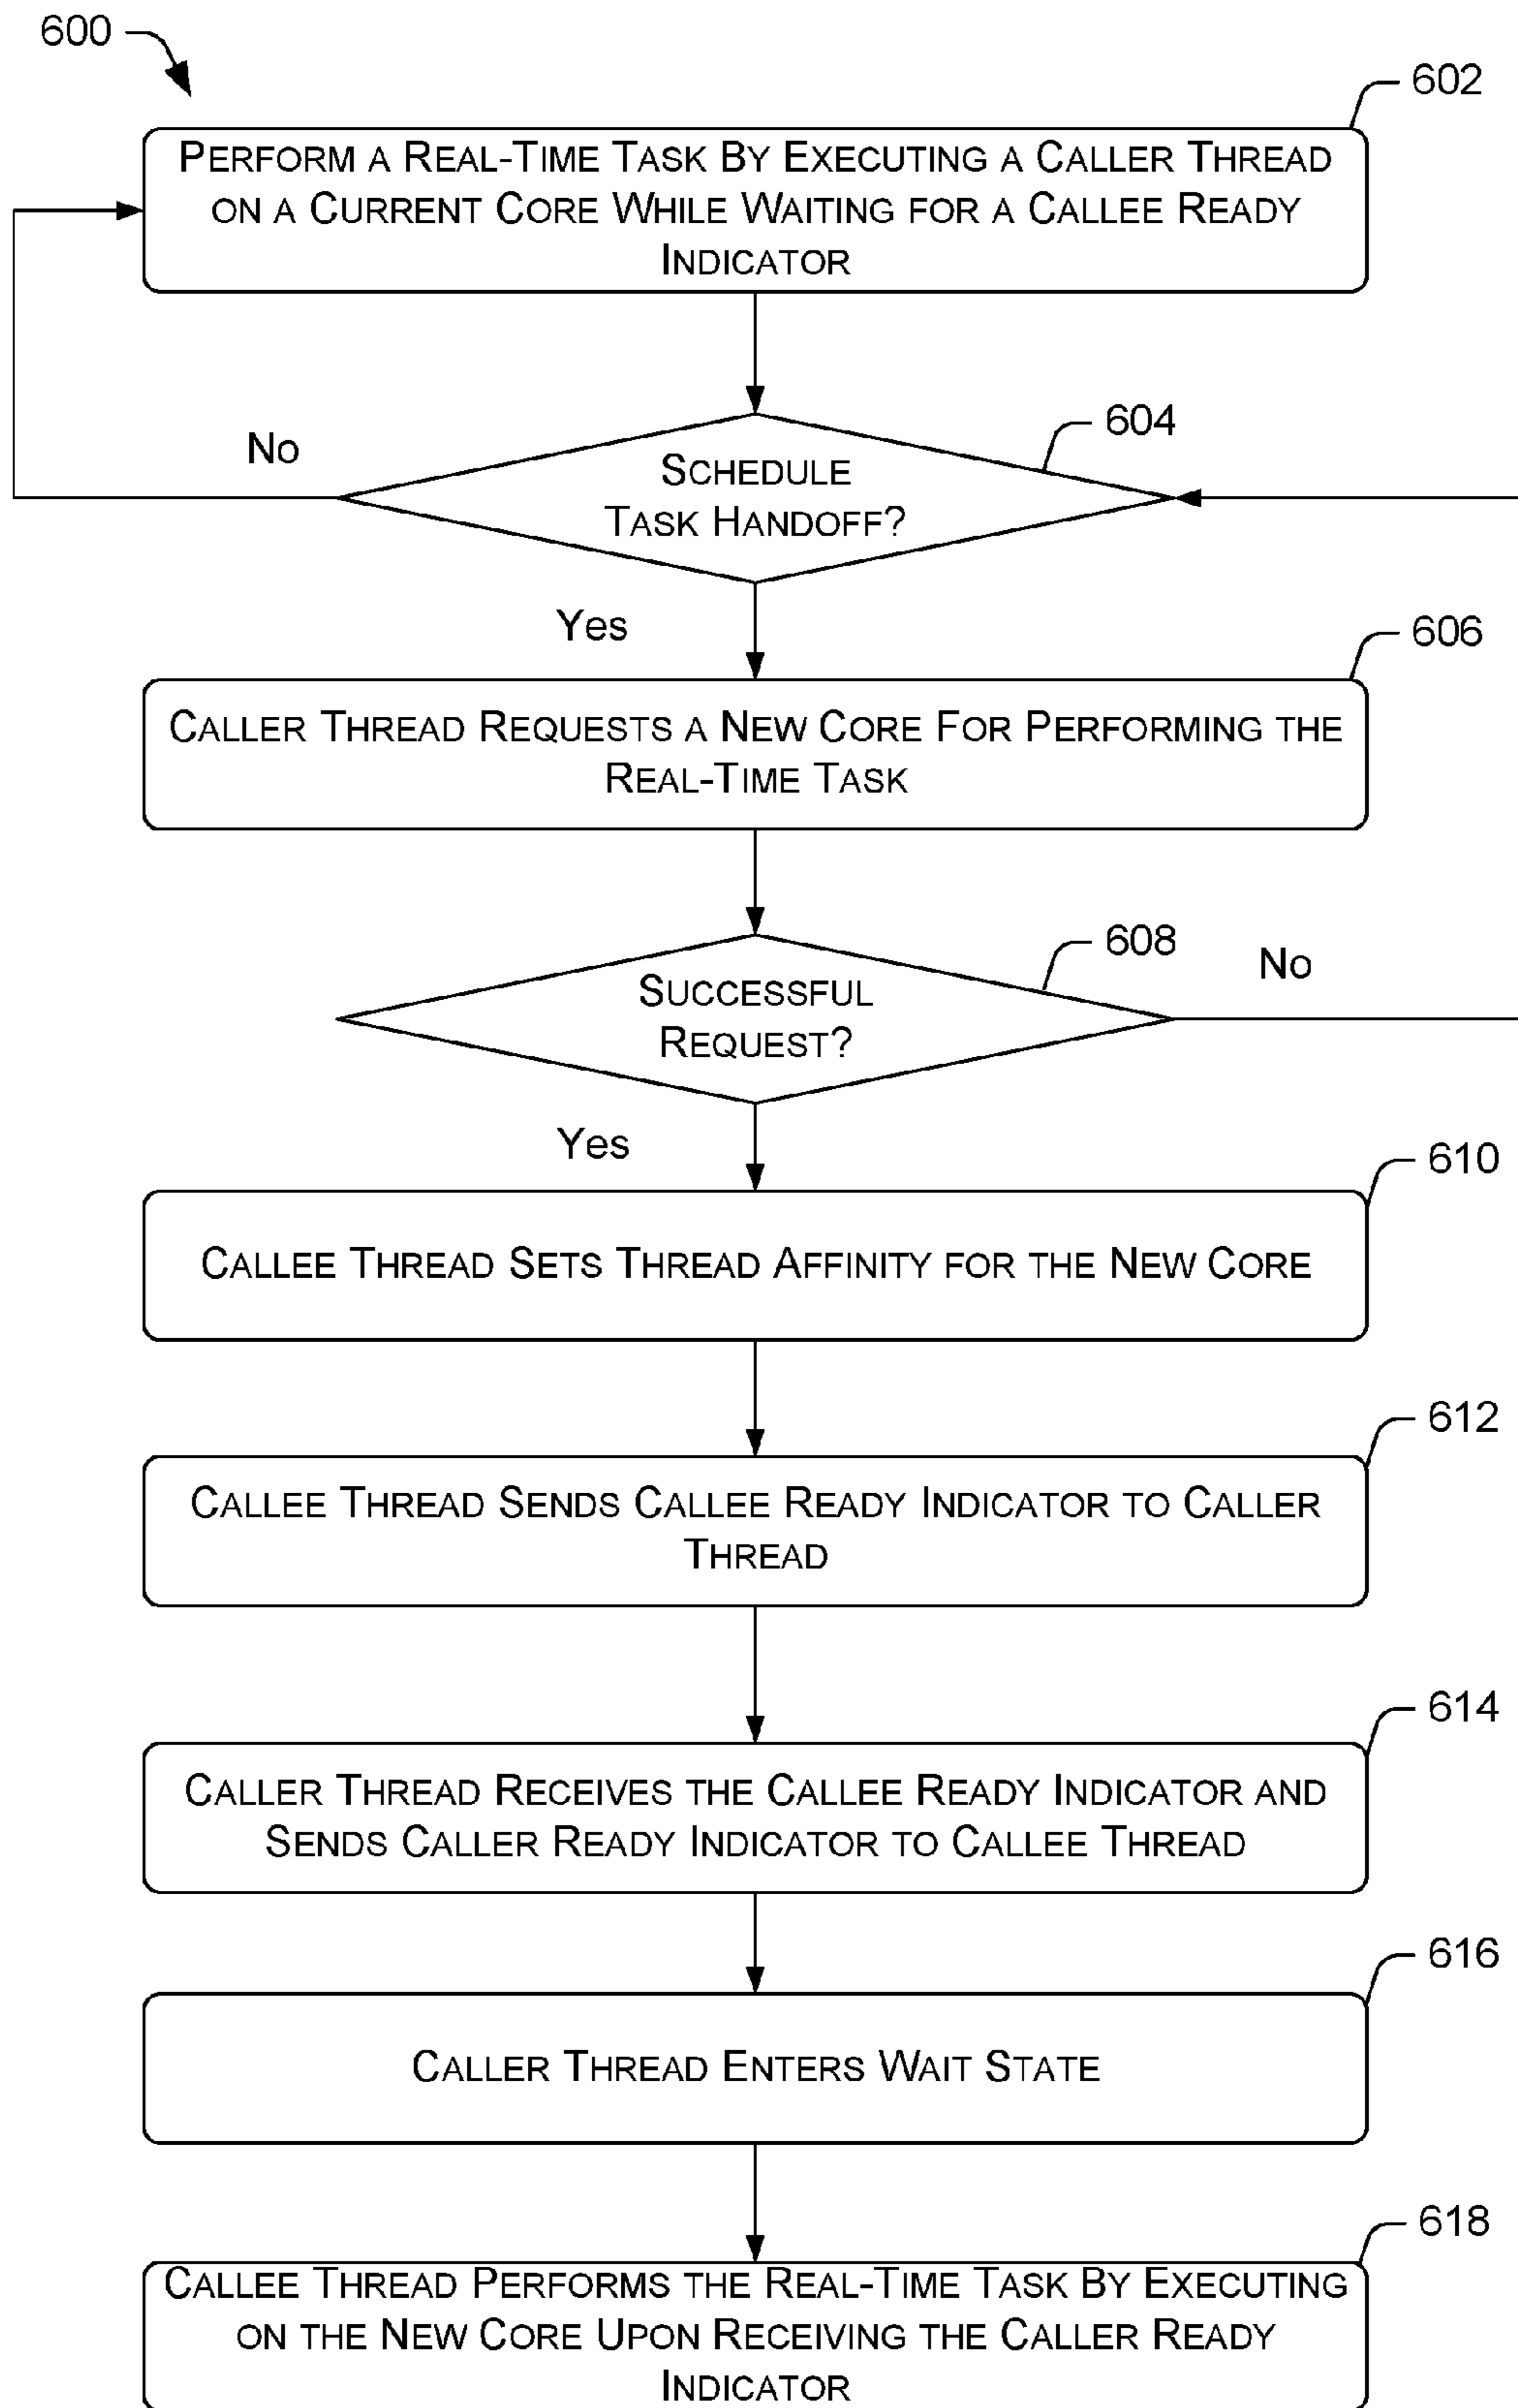 600
602
PERFORM A REAL-TIME TASK BY EXECUTING A CALLER THREAD
ON A CURRENT CORE WHILE WAITING FOR A CALLEE READY
INDICATOR
604
No
SCHEDULE
TASK HANDOFF?
Yes
606
CALLER THREAD REQUESTS A NEW CORE FOR PERFORMING THE
REAL-TIME TASK
608
No
SUCCESSFUL
REQUEST?
Yes
610
CALLEE THREAD SETS THREAD AFFINITY FOR THE NEW CORE
612
CALLEE THREAD SENDS CALLEE READY INDICATOR TO CALLER
THREAD
614
CALLER THREAD RECEIVES THE CALLEE READY INDICATOR AND
SENDS CALLER READY INDICATOR TO CALLEE THREAD
616
CALLER THREAD ENTERS WAIT STATE
618
CALLEE THREAD PERFORMS THE REAL-TIME TASK BY EXECUTING
ON THE NEW CORE UPON RECEIVING THE CALLER READY
INDICATOR